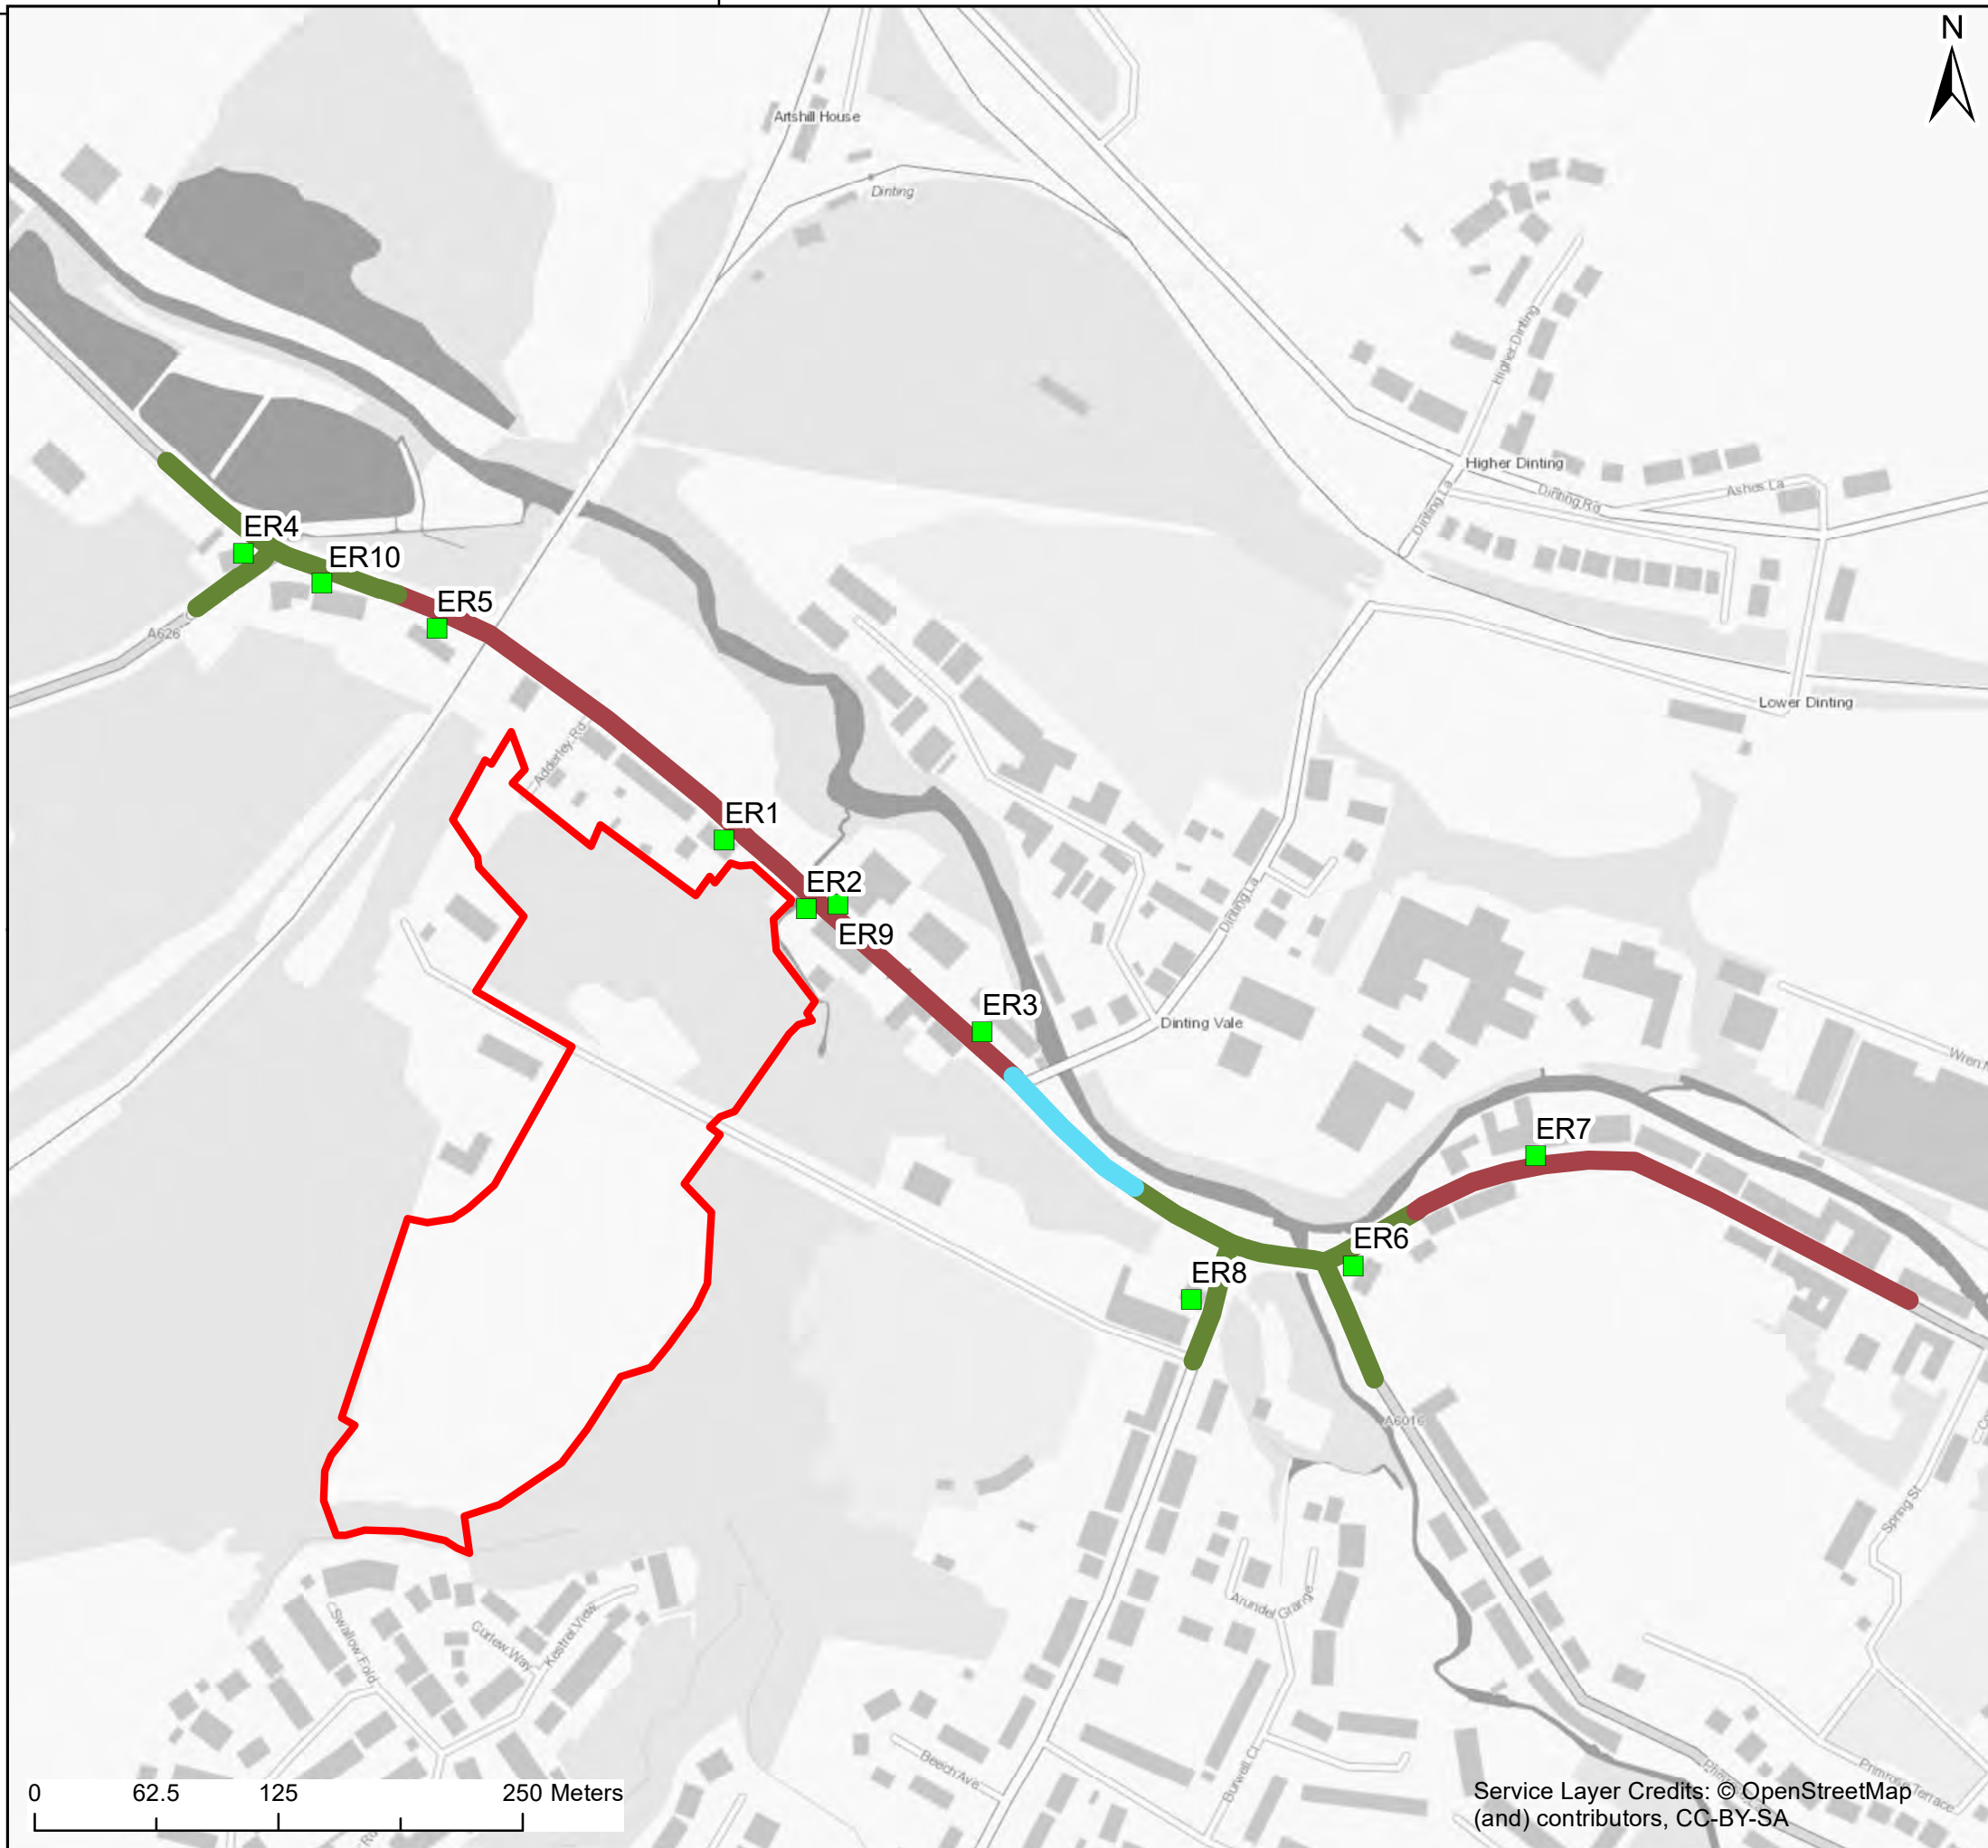 N
Artshill House
Dinting
Higher Dinting
Higher Dinting
Dinting Rd
Ashes La
Dinting La
ER4
ER10
ER5
A626
Lower Dinting
Adderley Rd
ER1
ER2
ER9
Dinting La
ER3
Dinting Vale
ER7
ER6
ER8
A6016
Spring St
Arundel Grange
Swallow Fold
Curlew Way
Kestrel View
Beech Ave
Burwell Cl
Primrose Terrace
0 62.5 125 250 Meters
Service Layer Credits: © OpenStreetMap
(and) contributors, CC-BY-SA